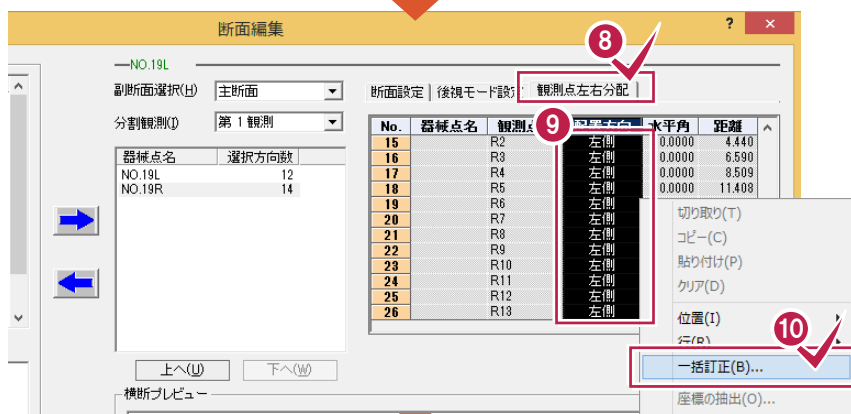 断面編集
?
×
8
NO.19L
副断面選択(H)
主断面
断面設定
後視モード設定
観測点左右分配
分割観測(I)
第 1 観測
9
No.
器械点名
観測点
配置方向
水平角
距離
15 R2 左側 0.0000 4.440
16 R3 左側 0.0000 6.590
17 R4 左側 0.0000 8.509
18 R5 左側 0.0000 11.408
19 R6 左側
20 R7 左側
21 R8 左側
22 R9 左側
23 R10 左側
24 R11 左側
25 R12 左側
26 R13 左側
器械点名 選択方向数
NO.19L 12
NO.19R 14
切り取り(T)
コピー(C)
貼り付け(P)
クリア(D)
位置(I)
行(R)
10
一括訂正(B)...
座標の抽出(O)...
上へ(U)
下へ(W)
横断プレビュー